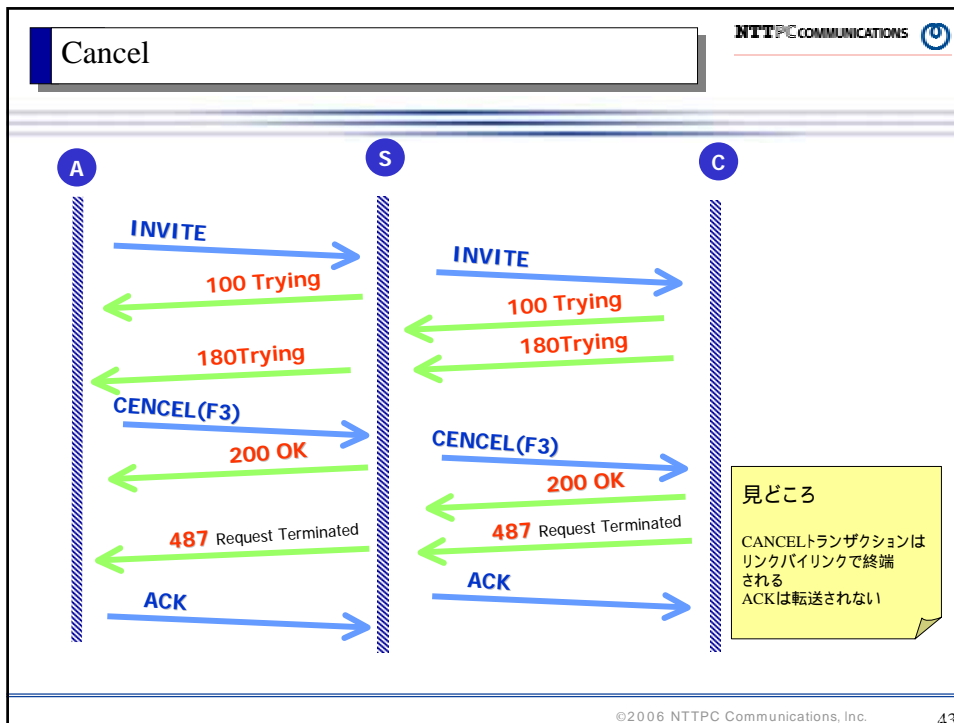 Cancel
NTTPC COMMUNICATIONS
A
S
C
INVITE
INVITE
100 Trying
100 Trying
180Trying
180Trying
CENCEL(F3)
CENCEL(F3)
200 OK
200 OK
487 Request Terminated
487 Request Terminated
ACK
ACK
見どころ
CANCELトランザクションは
リンクバイリンクで終端
される
ACKは転送されない
©2006 NTTPC Communications, Inc.
43